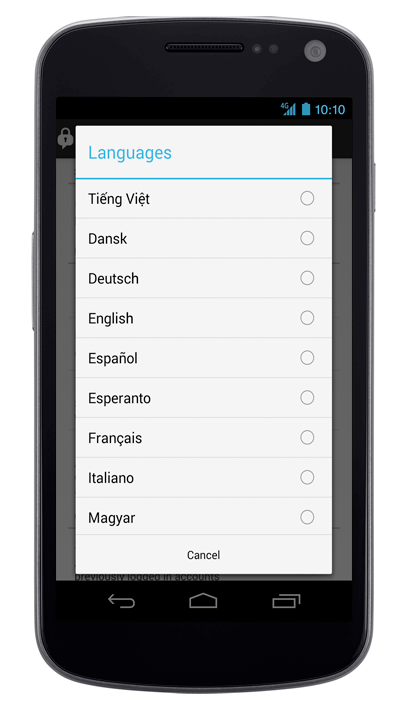 4G 10:10
Languages
Tiếng Việt
Dansk
Deutsch
English
Español
Esperanto
Français
Italiano
Magyar
Cancel
previously logged in accounts